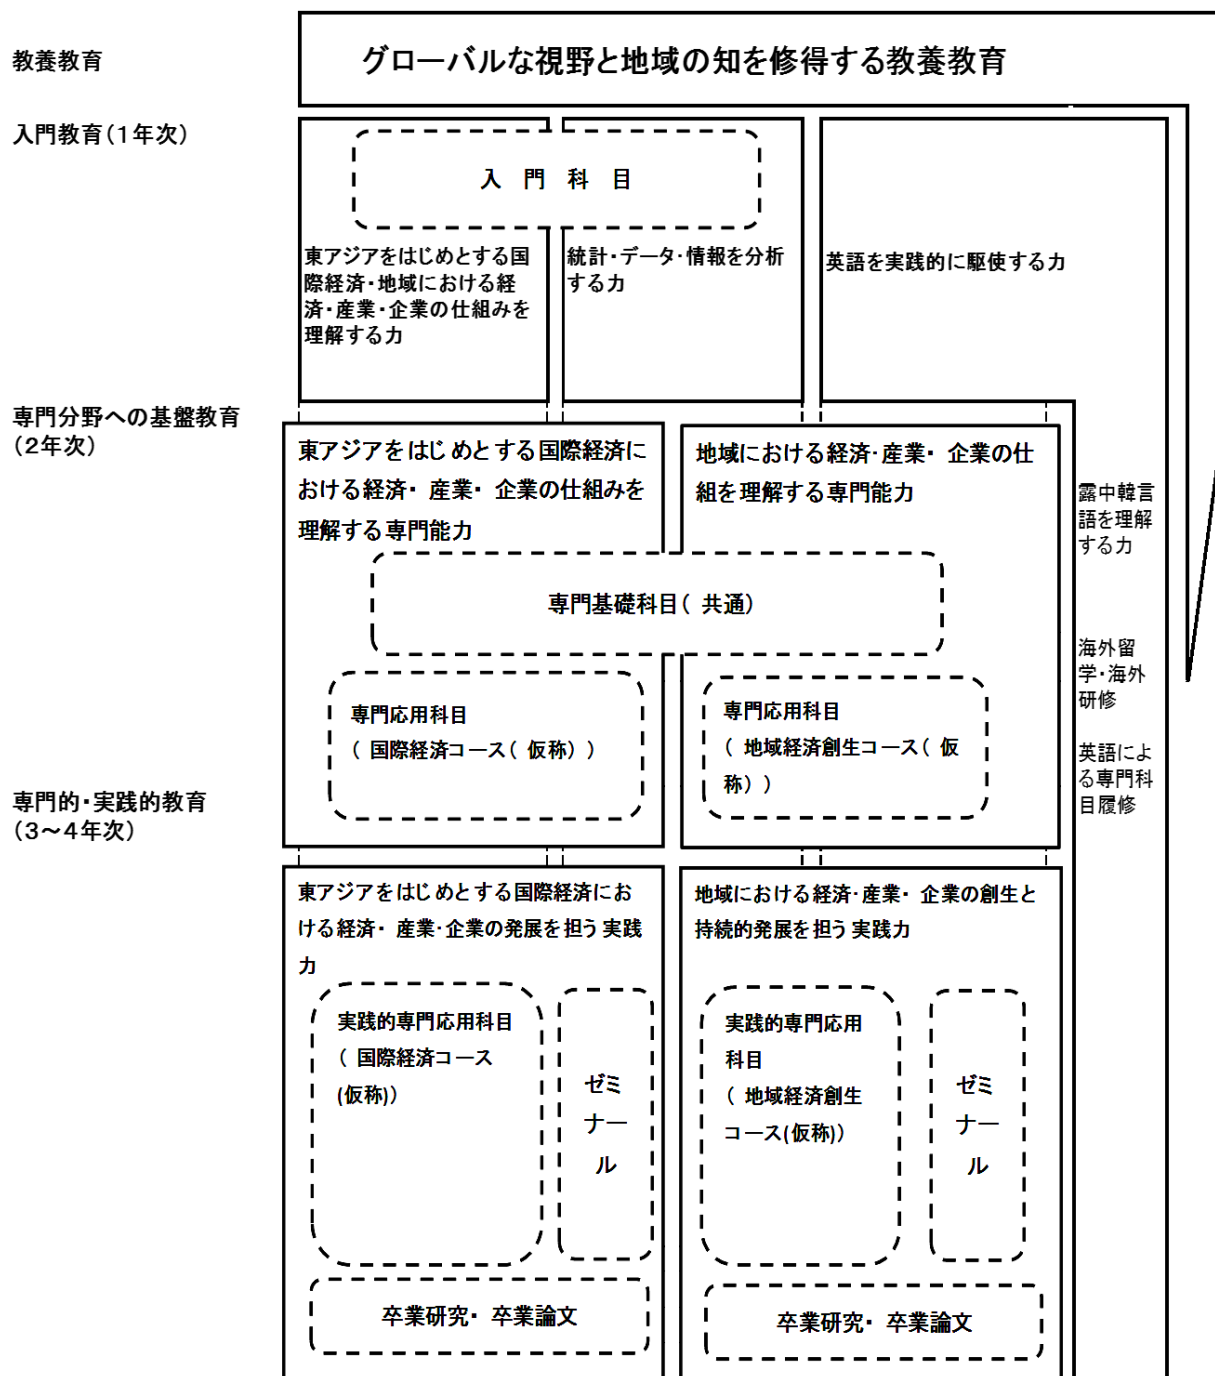 教養教育
グローバルな視野と地域の知を修得する教養教育
入門教育(1年次)
入 門 科 目
東アジアをはじめとする国
際経済・地域における経
済・産業・企業の仕組みを
理解する力
統計・データ・情報を分析
する力
英語を実践的に駆使する力
専門分野への基盤教育
(2年次)
東アジアをはじめとする国際経済に
おける経済・ 産業・ 企業の仕組みを
理解する専門能力
地域における経済・産業・ 企業の仕
組を理解する専門能力
専門基礎科目( 共通)
専門応用科目
( 国際経済コース( 仮称) )
専門応用科目
( 地域経済創生コース( 仮
称) )
露中韓言
語を理解
する力
海外留
学・海外
研修
英語によ
る専門科
目履修
専門的・実践的教育
(3~4年次)
東アジアをはじめとする国際経済にお
ける経済・ 産業・企業の発展を担う実践
力
実践的専門応用科目
( 国際経済コース
(仮称))
ゼミ
ナー
ル
卒業研究・ 卒業論文
地域における経済・産業・ 企業の創生と
持続的発展を担う実践力
実践的専門応用
科目
( 地域経済創生
コース(仮称))
ゼミ
ナー
ル
卒業研究・ 卒業論文